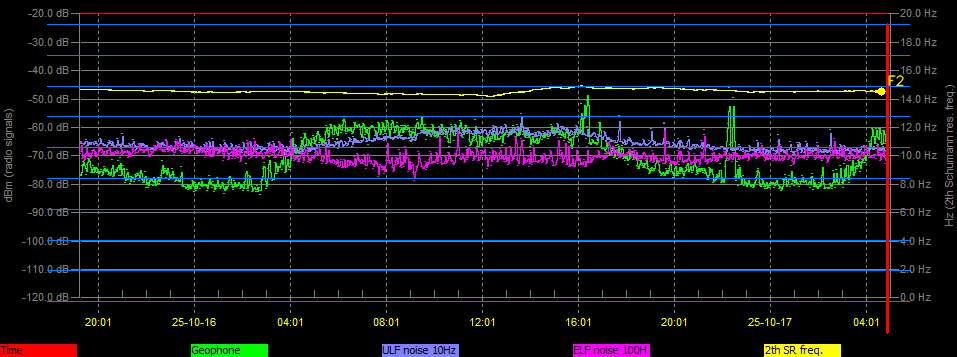 -20.0 dB
20.0 Hz
-30.0 dB
18.0 Hz
-40.0 dB
16.0 Hz
F2
-50.0 dB
14.0 Hz
-60.0 dB
12.0 Hz
-70.0 dB
10.0 Hz
-80.0 dB
8.0 Hz
-90.0 dB
6.0 Hz
-100.0 dB
4.0 Hz
-110.0 dB
2.0 Hz
-120.0 dB
0.0 Hz
dBm (radio signals)
Hz (2th Schumann res. freq.)
20:01 25-10-16 04:01 08:01 12:01 16:01 20:01 25-10-17 04:01
Time Geophone ULF noise 10Hz ELF noise 100H 2th SR freq.